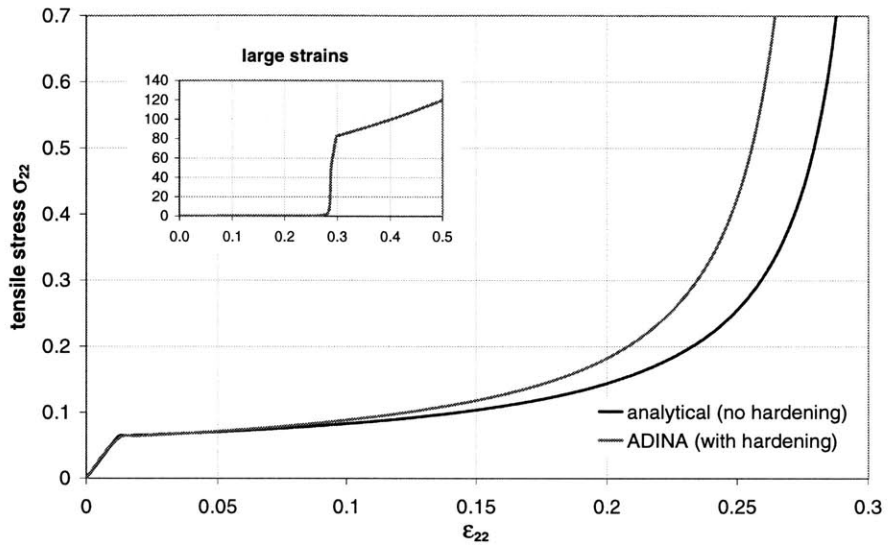 0.7
0.6
0.5
0.4
0.3
0.2
0.1
0
tensile stress σ22
large strains
140
120
100
80
60
40
20
0
0.0 0.1 0.2 0.3 0.4 0.5
analytical (no hardening)
ADINA (with hardening)
0 0.05 0.1 0.15 0.2 0.25 0.3
ε22